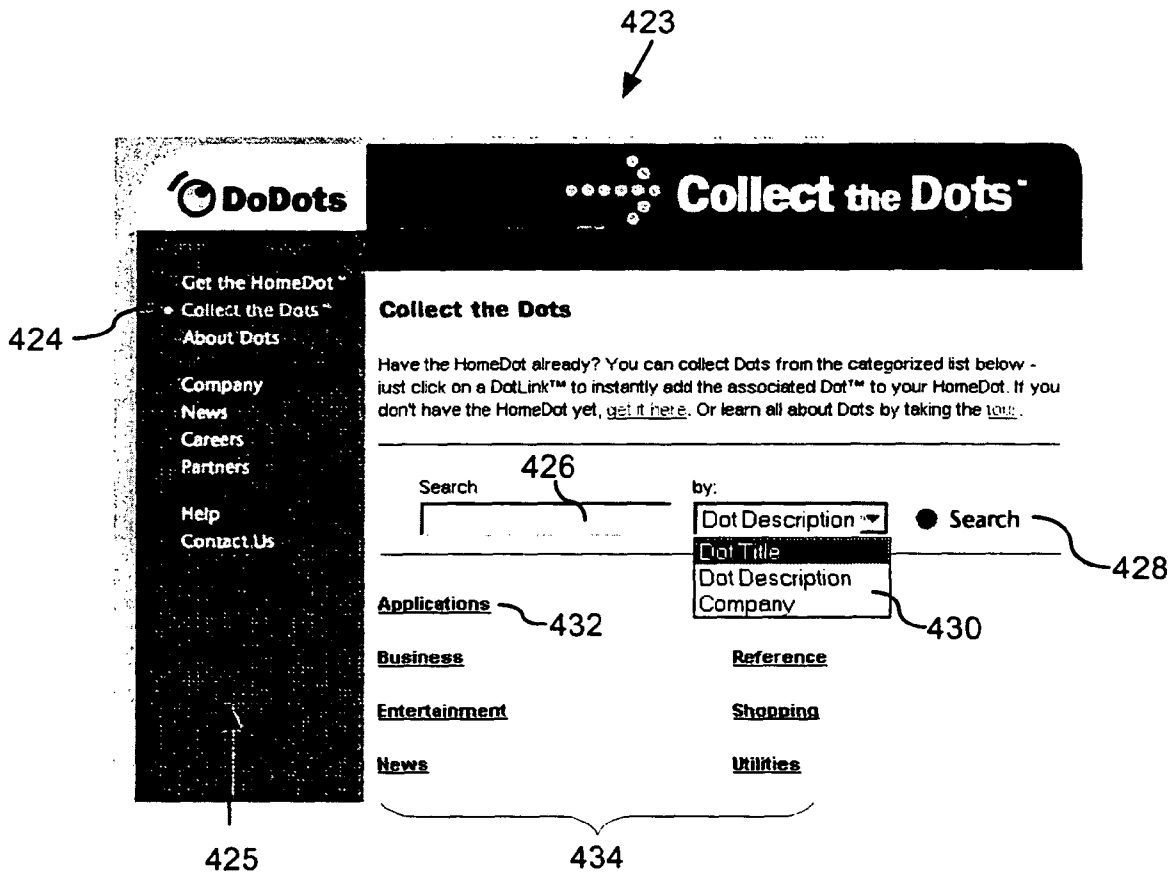 423
DoDots
Collect the Dots™
Get the HomeDot™
Collect the Dots™
About Dots
Company
News
Careers
Partners
Help
Contact Us
424
425
Collect the Dots
Have the HomeDot already? You can collect Dots from the categorized list below -
just click on a DotLink™ to instantly add the associated Dot™ to your HomeDot. If you
don't have the HomeDot yet, get it here. Or learn all about Dots by taking the tour.
426
Search
by:
Dot Description
Search
428
Dot Title
Dot Description
Company
430
Applications
432
Business
Reference
Entertainment
Shopping
News
Utilities
434